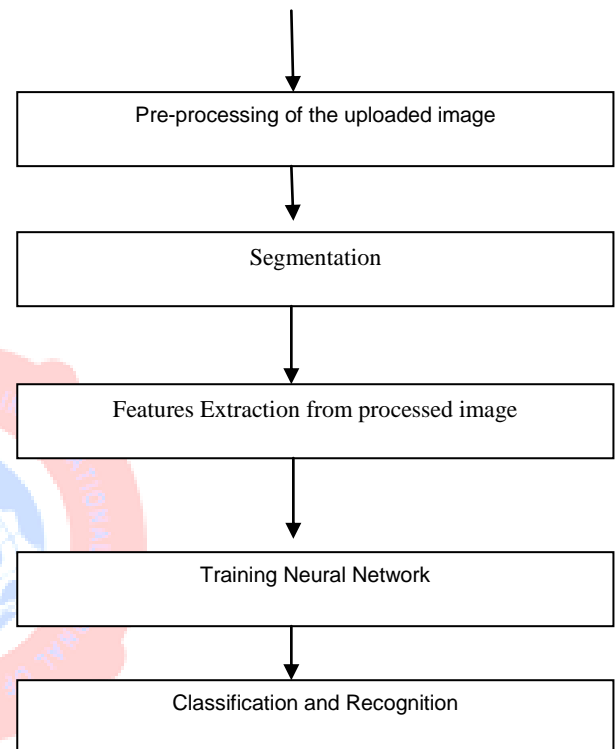 Pre-processing of the uploaded image
Segmentation
Features Extraction from processed image
Training Neural Network
Classification and Recognition